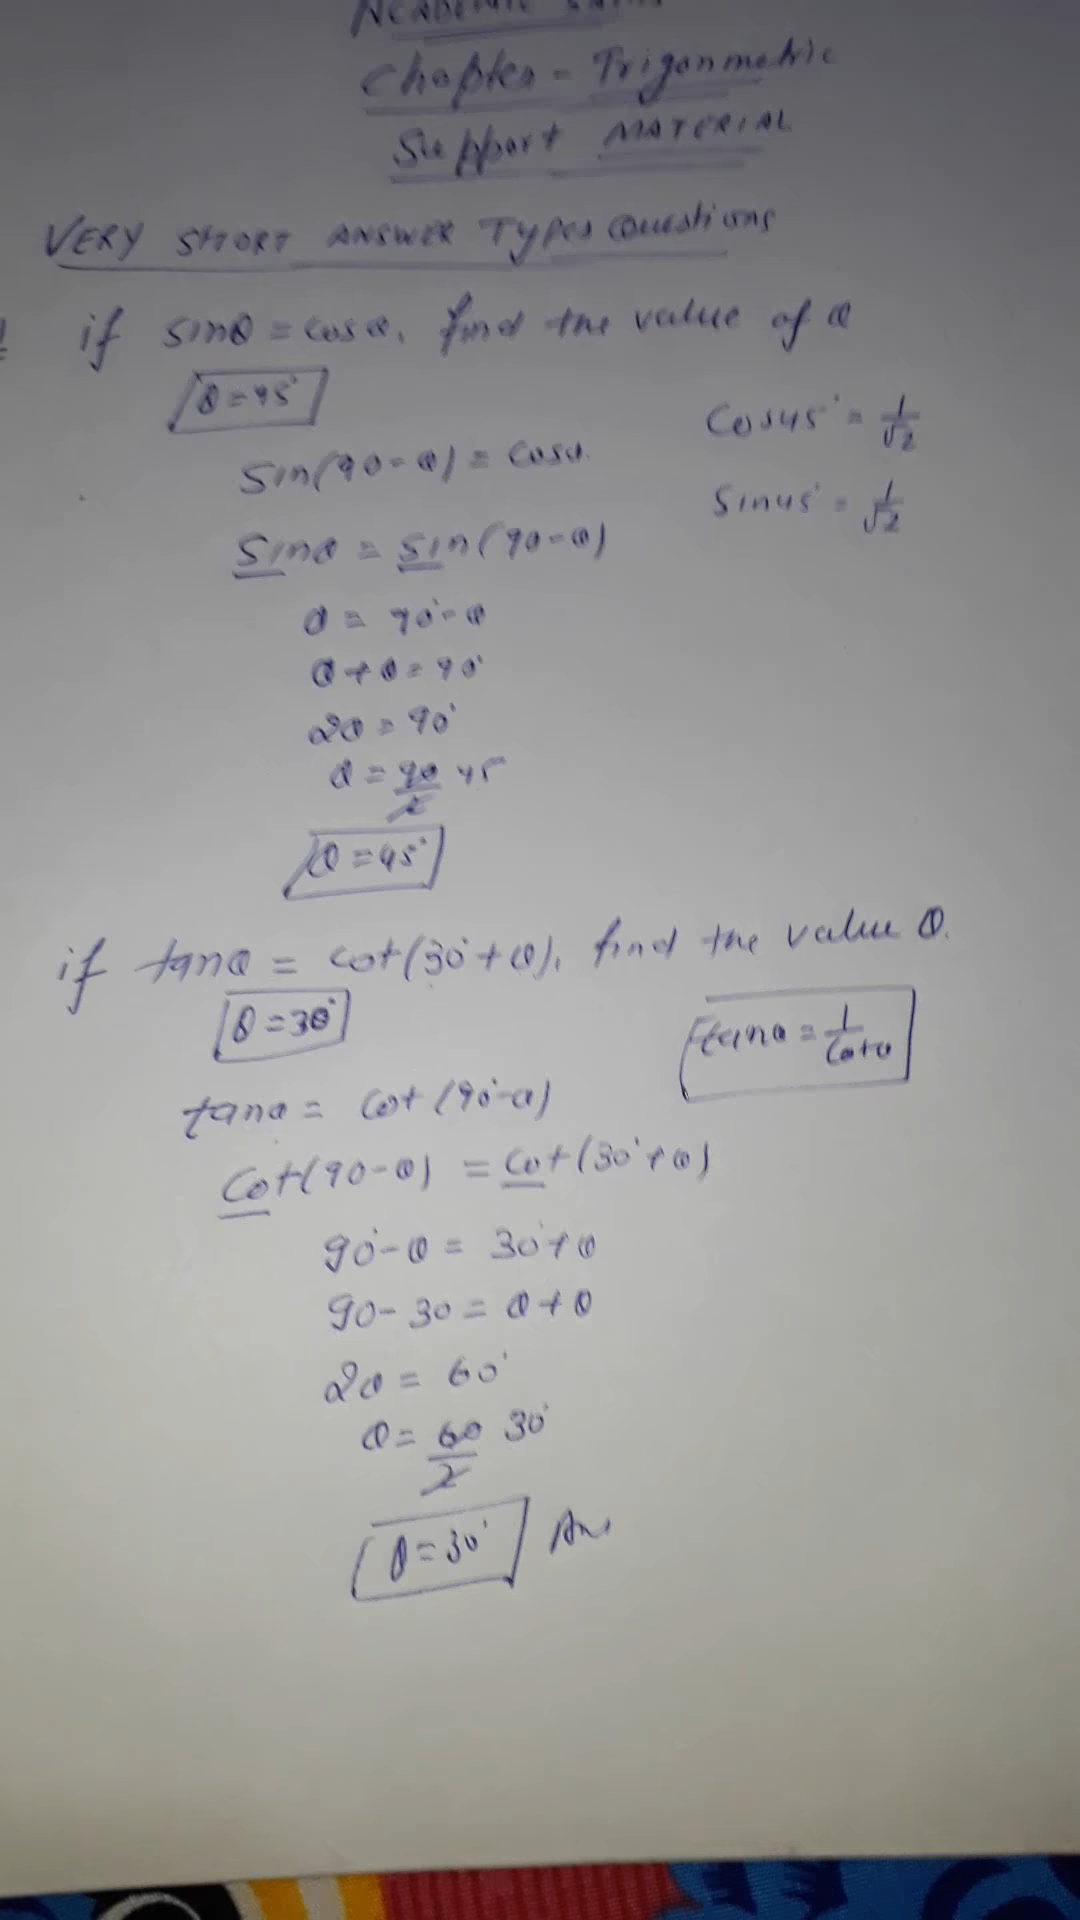 Chapter - Trigonmetric
Support MATERIAL
VERY SHORT ANSWER Types Questions
if sinθ = cosθ, find the value of θ
θ = 45°
sin(90-θ) = cosθ
Cos45° = 1/√2
Sin45° = 1/√2
sinθ = sin(90-θ)
θ = 90°-θ
θ+θ = 90°
2θ = 90°
θ = 90/2 45
θ = 45°
if tanθ = cot(30°+θ), find the value θ.
θ = 30°
tanθ = 1/Cotθ
tanθ = cot(90°-θ)
Cot(90-θ) = Cot(30°+θ)
90°-θ = 30°+θ
90-30 = θ+θ
2θ = 60°
θ = 60/2 30°
θ = 30° Ans